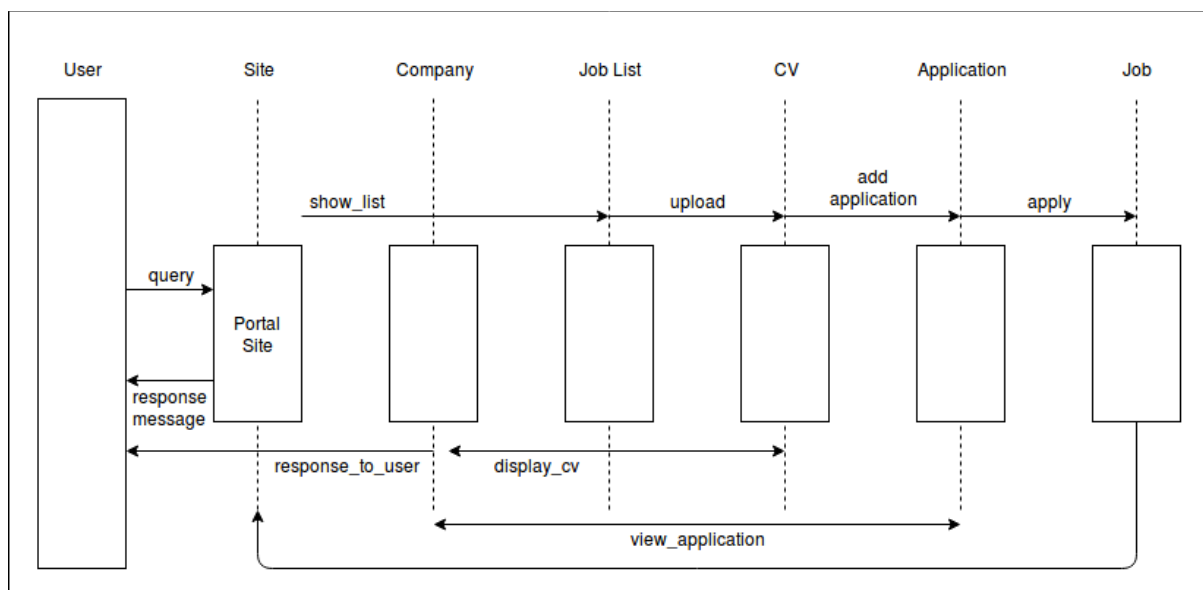 User
Site
Company
Job List
CV
Application
Job
show_list
upload
add
application
apply
query
Portal
Site
response
message
response_to_user
display_cv
view_application